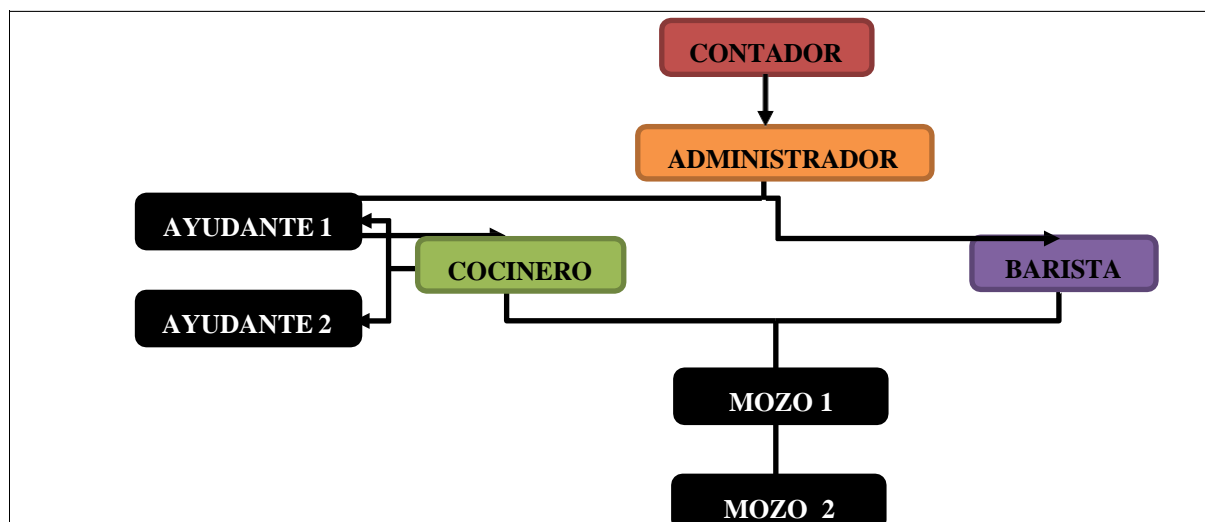 CONTADOR
ADMINISTRADOR
AYUDANTE 1
COCINERO
BARISTA
AYUDANTE 2
MOZO 1
MOZO 2